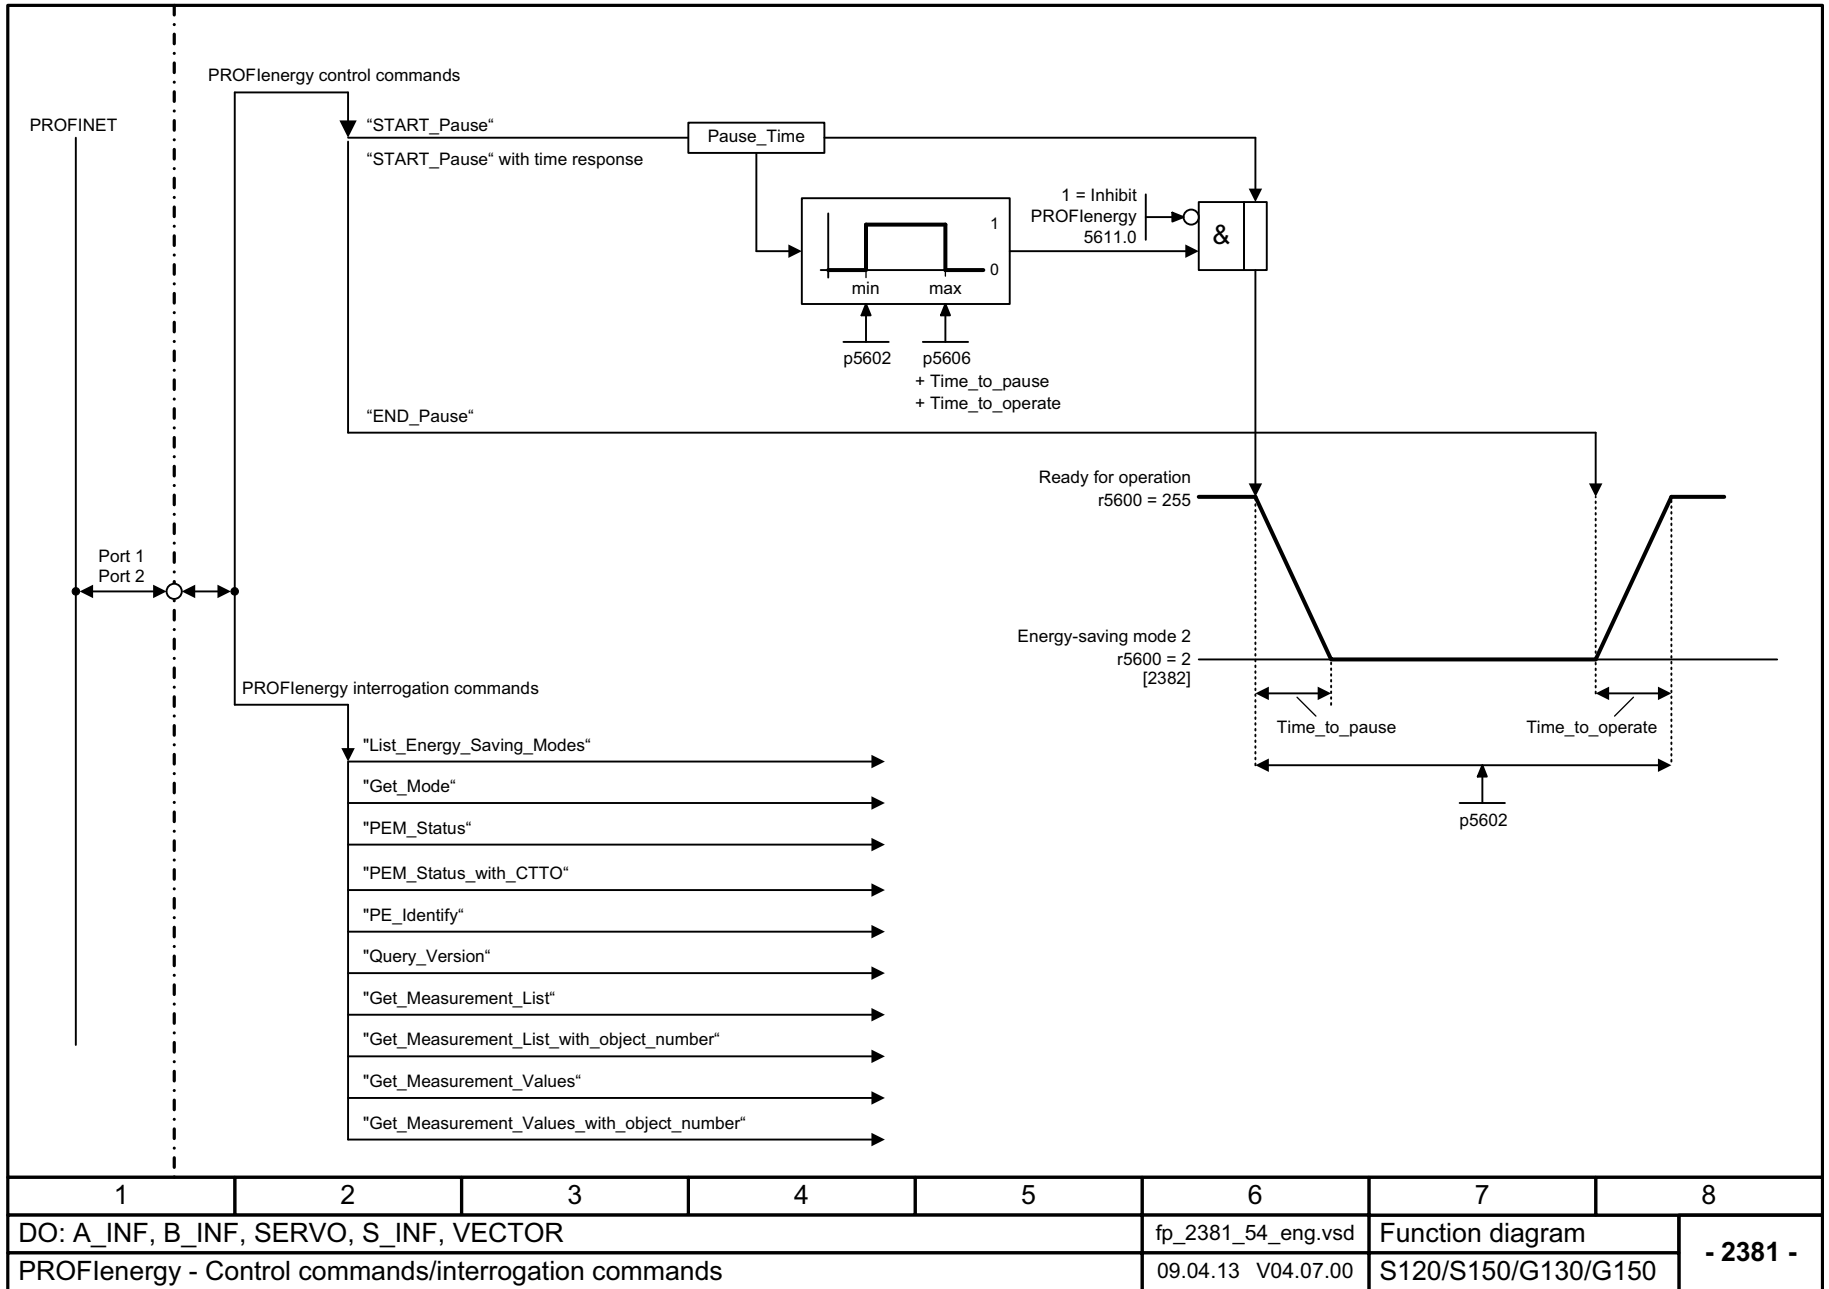 PROFIenergy control commands
PROFINET
“START_Pause“
“START_Pause“ with time response
Pause_Time
1 = Inhibit
PROFIenergy
5611.0
&
1
0
min
max
p5602
p5606
+ Time_to_pause
+ Time_to_operate
“END_Pause“
Ready for operation
r5600 = 255
Port 1
Port 2
Energy-saving mode 2
r5600 = 2
[2382]
Time_to_pause
Time_to_operate
p5602
PROFIenergy interrogation commands
"List_Energy_Saving_Modes“
"Get_Mode“
"PEM_Status“
"PEM_Status_with_CTTO“
"PE_Identify“
"Query_Version“
"Get_Measurement_List“
"Get_Measurement_List_with_object_number“
"Get_Measurement_Values“
"Get_Measurement_Values_with_object_number“
1 2 3 4 5 6 7 8
DO: A_INF, B_INF, SERVO, S_INF, VECTOR
fp_2381_54_eng.vsd
Function diagram
- 2381 -
PROFIenergy - Control commands/interrogation commands
09.04.13 V04.07.00
S120/S150/G130/G150